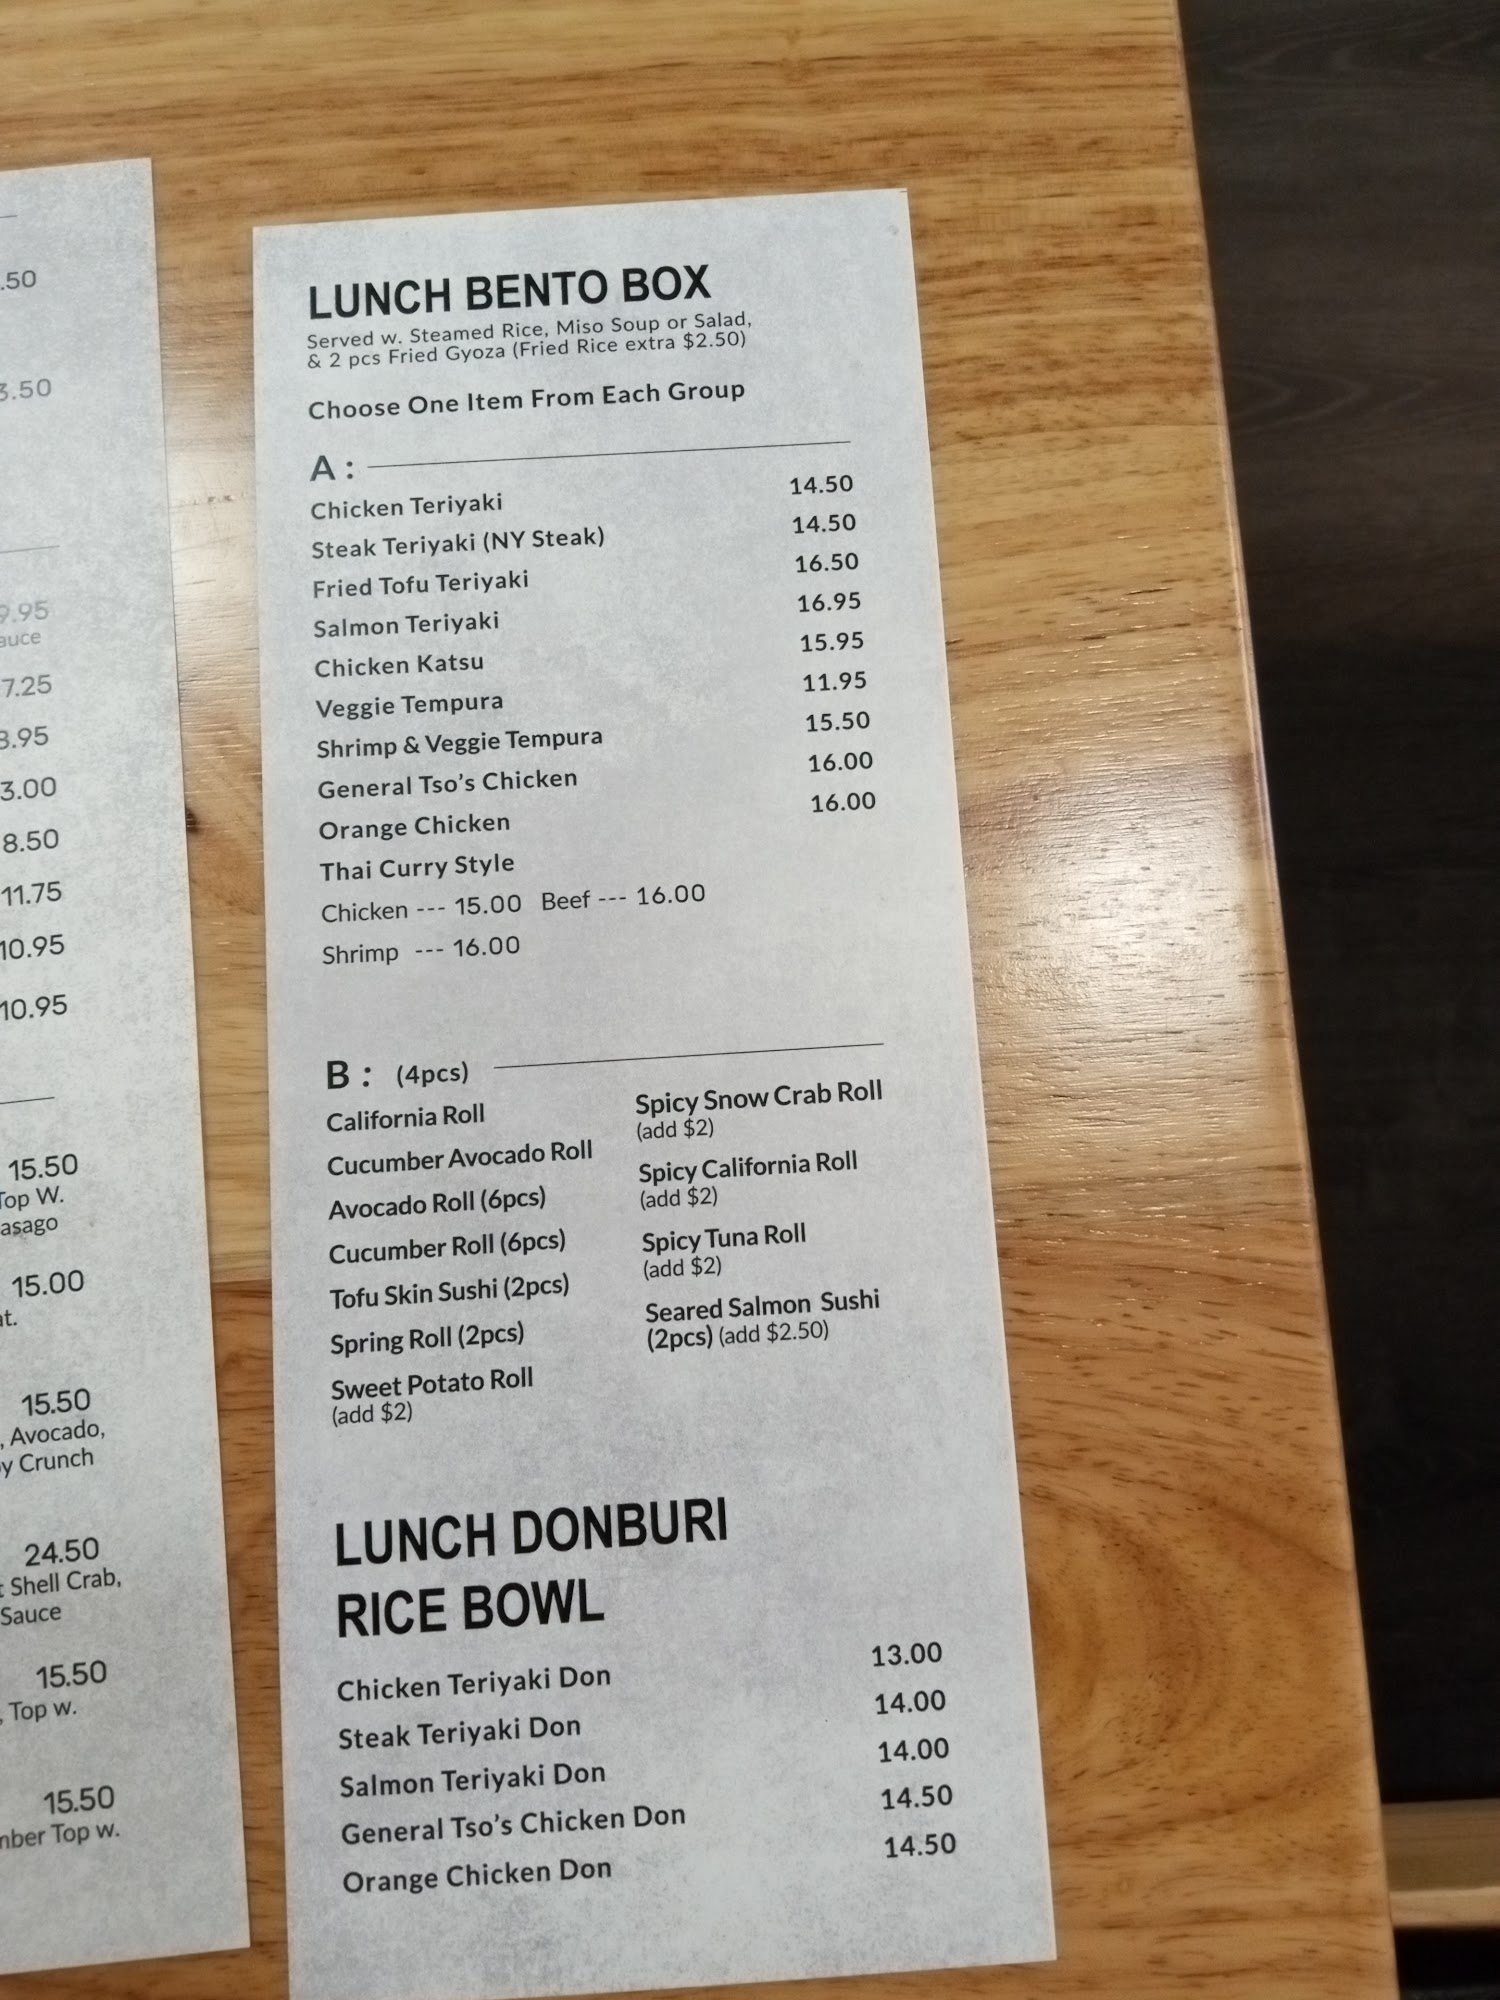 .50
3.50
9.95
auce
7.25
3.95
3.00
8.50
11.75
10.95
10.95
15.50
Top W.
asago
15.00
at.
15.50
, Avocado,
y Crunch
24.50
t Shell Crab,
Sauce
15.50
, Top w.
15.50
mber Top w.
LUNCH BENTO BOX
Served w. Steamed Rice, Miso Soup or Salad,
& 2 pcs Fried Gyoza (Fried Rice extra $2.50)
Choose One Item From Each Group
A :
Chicken Teriyaki 14.50
Steak Teriyaki (NY Steak) 14.50
Fried Tofu Teriyaki 16.50
Salmon Teriyaki 16.95
Chicken Katsu 15.95
Veggie Tempura 11.95
Shrimp & Veggie Tempura 15.50
General Tso's Chicken 16.00
Orange Chicken 16.00
Thai Curry Style
Chicken --- 15.00 Beef --- 16.00
Shrimp --- 16.00
B : (4pcs)
California Roll
Cucumber Avocado Roll
Avocado Roll (6pcs)
Cucumber Roll (6pcs)
Tofu Skin Sushi (2pcs)
Spring Roll (2pcs)
Sweet Potato Roll
(add $2)
Spicy Snow Crab Roll
(add $2)
Spicy California Roll
(add $2)
Spicy Tuna Roll
(add $2)
Seared Salmon Sushi
(2pcs) (add $2.50)
LUNCH DONBURI
RICE BOWL
Chicken Teriyaki Don 13.00
Steak Teriyaki Don 14.00
Salmon Teriyaki Don 14.00
General Tso's Chicken Don 14.50
Orange Chicken Don 14.50